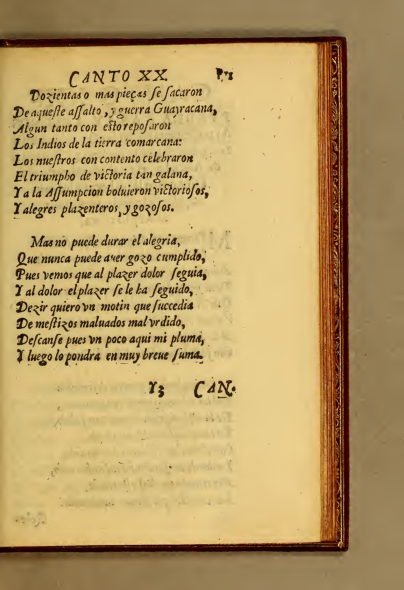 CANTO XX.
Dozientas o mas pieças se sacaron
De aqueste assalto, y guerra Guayracana,
Algun tanto con esto reposaron
Los Indios de la tierra comarcana:
Los nuestros con contento celebraron
El triumpho de victoria tan galana,
Y a la Assumpcion boluieron victoriosos,
Y alegres plazenteros, y gozosos.
Mas no puede durar el alegria,
Que nunca puede auer gozo cumplido,
Pues vemos que al plazer dolor seguia,
Y al dolor el plazer se le ha seguido,
Dezir quiero vn motin que succedia
De mestizos maluados mal vrdido,
Descanse pues vn poco aqui mi pluma,
Y luego lo pondra en muy breue suma.
Y3 CAN-